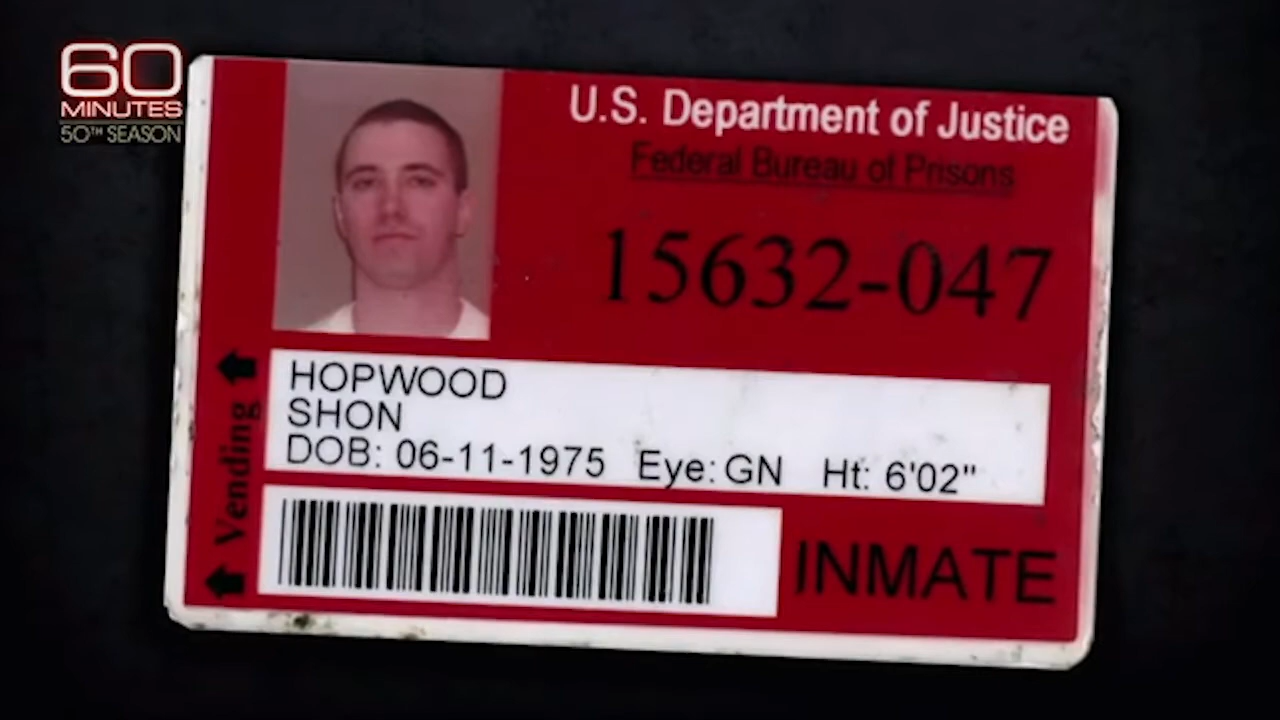 60
MINUTES
50TH SEASON
U.S. Department of Justice
Federal Bureau of Prisons
15632-047
HOPWOOD
SHON
DOB: 06-11-1975 Eye: GN Ht: 6'02"
Vending
INMATE